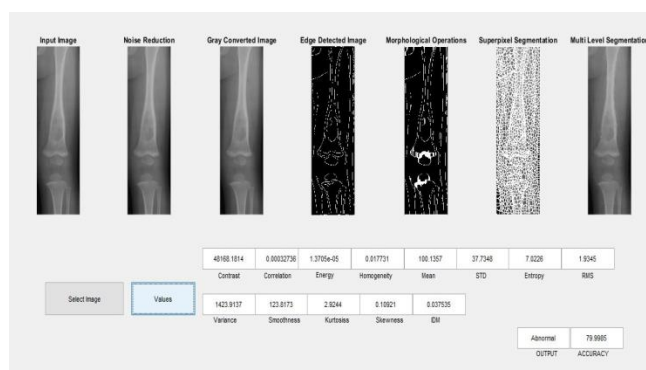 Input Image Noise Reduction Gray Converted Image Edge Detected Image Morphological Operations Superpixel Segmentation Multi Level Segmentation
48168.1814 0.00032736 1.3705e-05 0.017731 100.1357 37.7348 7.0226 1.9345
Contrast Correlation Energy Homogeneity Mean STD Entropy RMS
Select Image Values
1423.9137 123.8173 2.9244 0.10921 0.037535
Variance Smoothness Kurtosiss Skewness IDM
Abnormal 79.9985
OUTPUT ACCURACY